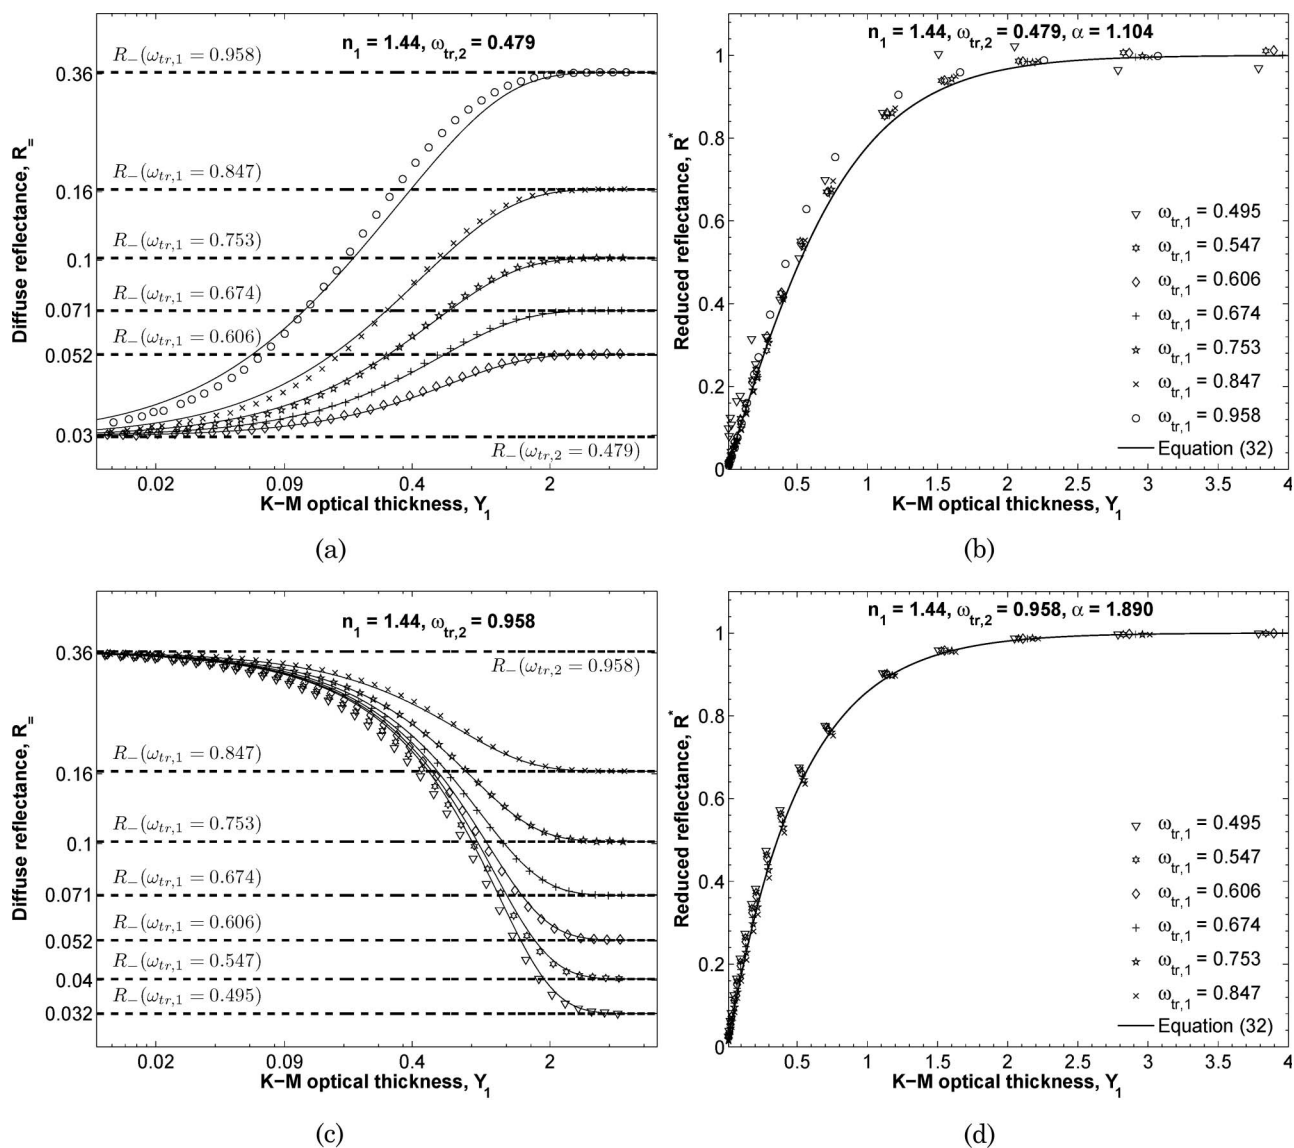 n1 = 1.44, ωtr,2 = 0.479
R−(ωtr,1 = 0.958)
R−(ωtr,1 = 0.847)
R−(ωtr,1 = 0.753)
R−(ωtr,1 = 0.674)
R−(ωtr,1 = 0.606)
R−(ωtr,2 = 0.479)
0.36
0.16
0.1
0.071
0.052
0.03
Diffuse reflectance, R=
0.02 0.09 0.4 2
K−M optical thickness, Y1
(a)
n1 = 1.44, ωtr,2 = 0.479, α = 1.104
1
0.8
0.6
0.4
0.2
0
Reduced reflectance, R*
ωtr,1 = 0.495
ωtr,1 = 0.547
ωtr,1 = 0.606
ωtr,1 = 0.674
ωtr,1 = 0.753
ωtr,1 = 0.847
ωtr,1 = 0.958
Equation (32)
0.5 1 1.5 2 2.5 3 3.5 4
K−M optical thickness, Y1
(b)
n1 = 1.44, ωtr,2 = 0.958
R−(ωtr,2 = 0.958)
R−(ωtr,1 = 0.847)
R−(ωtr,1 = 0.753)
R−(ωtr,1 = 0.674)
R−(ωtr,1 = 0.606)
R−(ωtr,1 = 0.547)
R−(ωtr,1 = 0.495)
0.36
0.16
0.1
0.071
0.052
0.04
0.032
Diffuse reflectance, R=
0.02 0.09 0.4 2
K−M optical thickness, Y1
(c)
n1 = 1.44, ωtr,2 = 0.958, α = 1.890
1
0.8
0.6
0.4
0.2
0
Reduced reflectance, R*
ωtr,1 = 0.495
ωtr,1 = 0.547
ωtr,1 = 0.606
ωtr,1 = 0.674
ωtr,1 = 0.753
ωtr,1 = 0.847
Equation (32)
0.5 1 1.5 2 2.5 3 3.5 4
K−M optical thickness, Y1
(d)